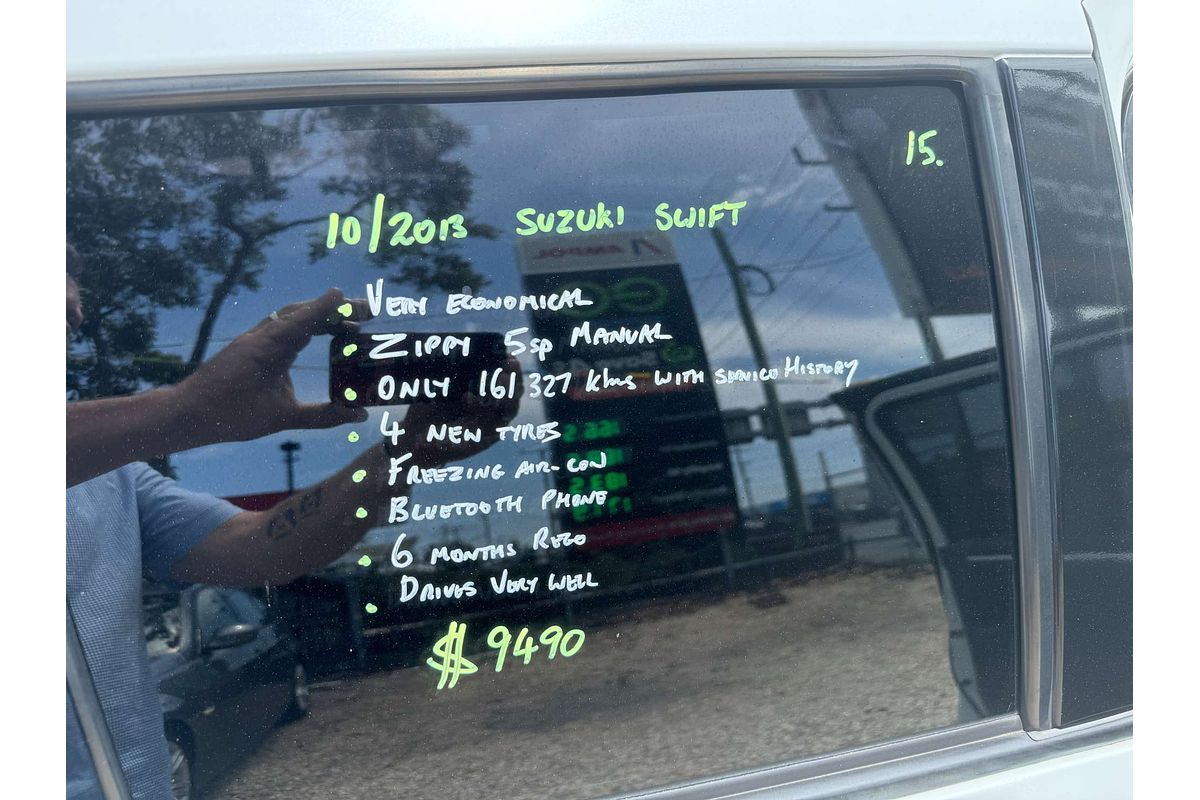 15.
10/2013 SUZUKI SWIFT
• VERY ECONOMICAL
• ZIPPY 5sp MANUAL
• ONLY 161 327 kms WITH SERVICE HISTORY
• 4 NEW TYRES
• FREEZING AIR-CON
• BLUETOOTH PHONE
• 6 MONTHS REGO
• DRIVES VERY WELL
$9490